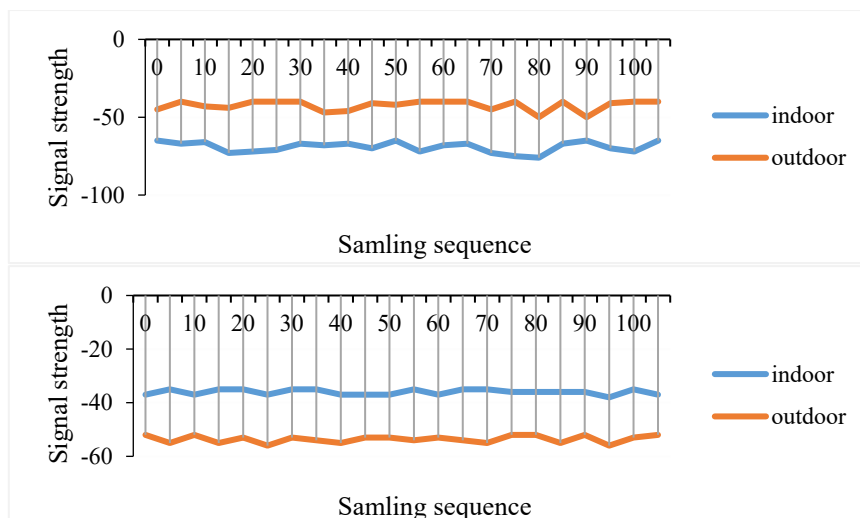 0
0 10 20 30 40 50 60 70 80 90 100
-50
-100
Signal strength
Samling sequence
indoor
outdoor
0
0 10 20 30 40 50 60 70 80 90 100
-20
-40
-60
Signal strength
Samling sequence
indoor
outdoor